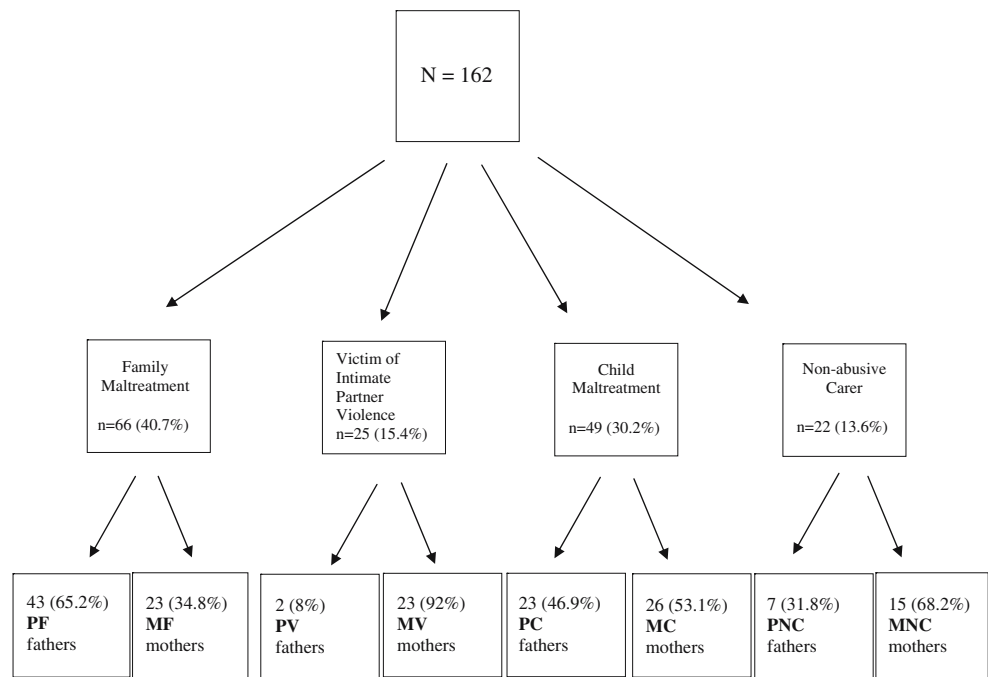 N = 162
Family
Maltreatment
n=66 (40.7%)
Victim of
Intimate
Partner
Violence
n=25 (15.4%)
Child
Maltreatment
n=49 (30.2%)
Non-abusive
Carer
n=22 (13.6%)
43 (65.2%)
PF
fathers
23 (34.8%)
MF
mothers
2 (8%)
PV
fathers
23 (92%)
MV
mothers
23 (46.9%)
PC
fathers
26 (53.1%)
MC
mothers
7 (31.8%)
PNC
fathers
15 (68.2%)
MNC
mothers